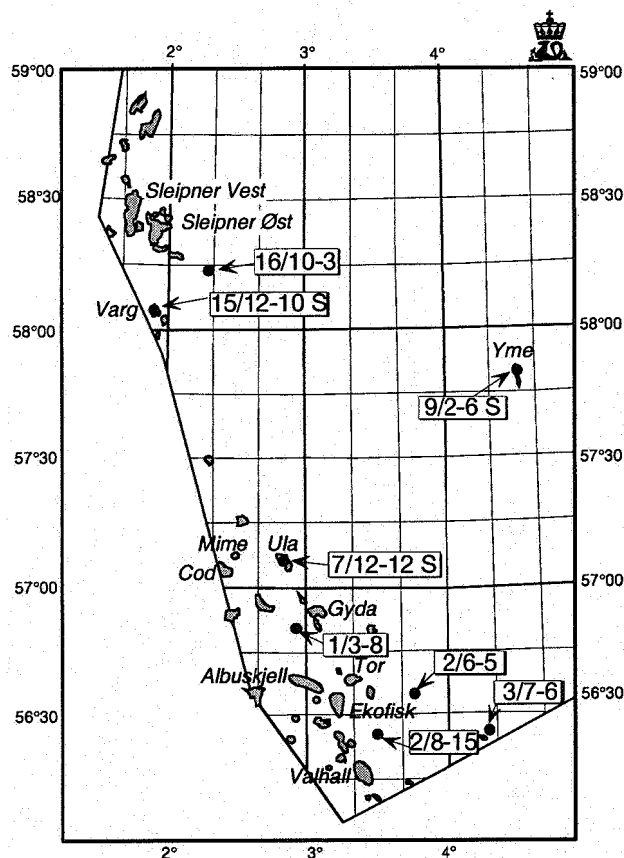 2° 3° 4°
59°00 59°00
58°30 58°30
Sleipner Vest
Sleipner Øst
16/10-3
Varg 15/12-10 S
58°00 58°00
Yme
9/2-6 S
57°30 57°30
Mime Ula
7/12-12 S
Cod
57°00 57°00
Gyda
1/3-8
Tor 2/6-5
Albuskjell
3/7-6
56°30 56°30
Ekofisk
2/8-15
Valhall
2° 3° 4°